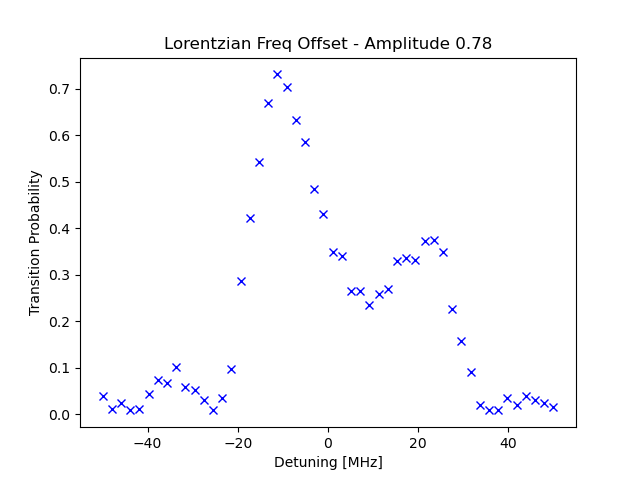 Lorentzian Freq Offset - Amplitude 0.78
Transition Probability
0.7
0.6
0.5
0.4
0.3
0.2
0.1
0.0
−40 −20 0 20 40
Detuning [MHz]